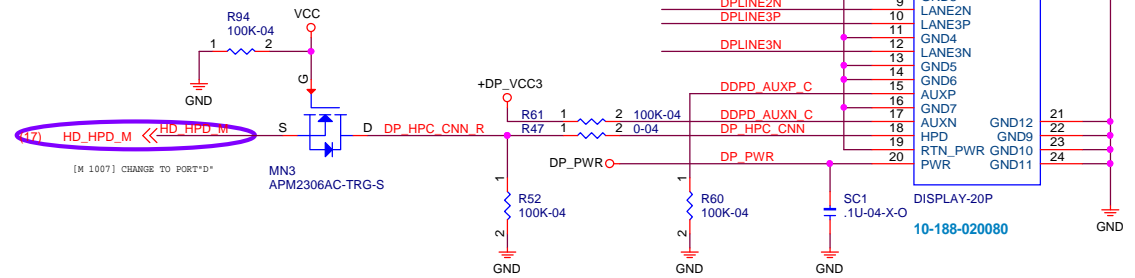 R94
100K-04
1 2
VCC
GND
G
(17) HD_HPD_M HD_HPD_M S D DP_HPC_CNN_R
[M 1007] CHANGE TO PORT"D"
MN3
APM2306AC-TRG-S
+DP_VCC3
R61 1 2 100K-04
R47 1 2 0-04
DP_PWR
1
R52
100K-04
2
GND
1
R60
100K-04
2
GND
SC1
.1U-04-X-O
GND
DPLINE2N
DPLINE3P
DPLINE3N
DDPD_AUXP_C
DDPD_AUXN_C
DP_HPC_CNN
DP_PWR
9 LANE2N
10 LANE3P
11 GND4
12 LANE3N
13 GND5
14 GND6
15 AUXP
16 GND7
17 AUXN
18 HPD
19 RTN_PWR
20 PWR
GND12 21
GND9 22
GND10 23
GND11 24
DISPLAY-20P
10-188-020080
GND